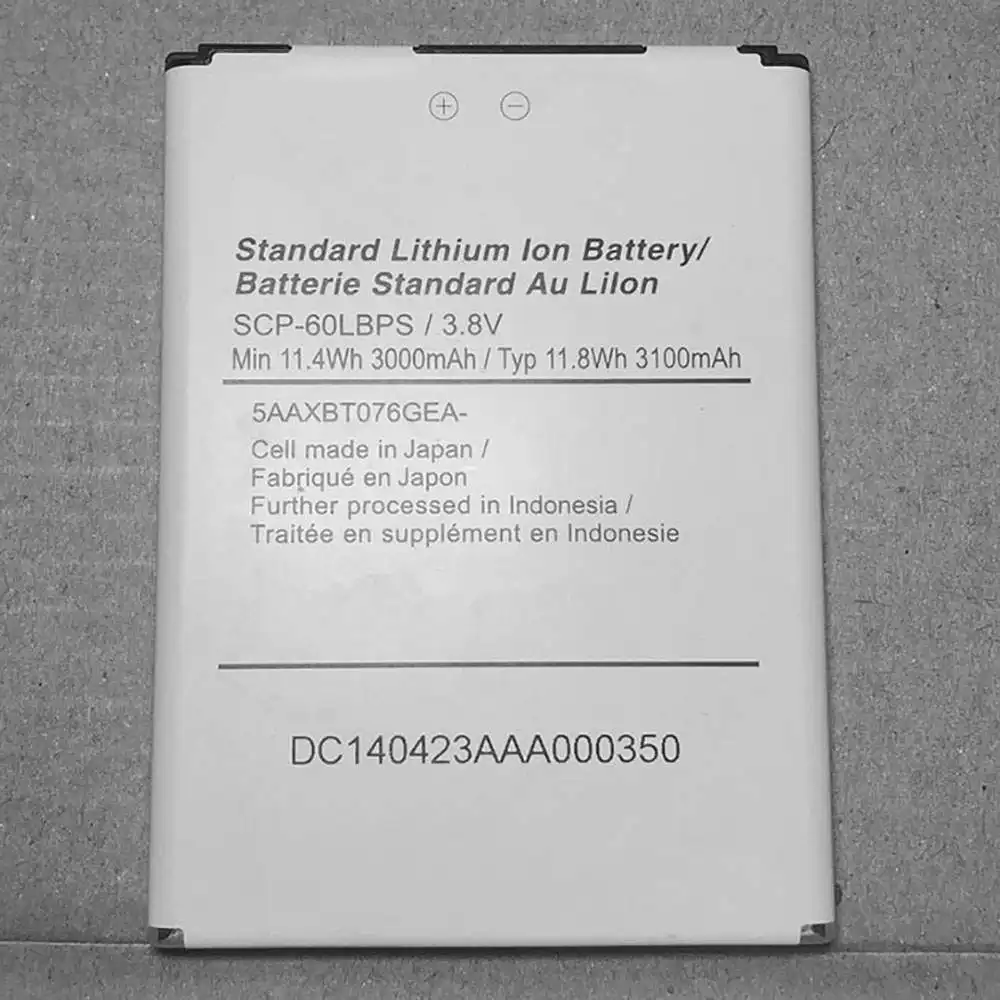 + −
Standard Lithium Ion Battery/
Batterie Standard Au LiIon
SCP-60LBPS / 3.8V
Min 11.4Wh 3000mAh / Typ 11.8Wh 3100mAh
5AAXBT076GEA-
Cell made in Japan /
Fabriqué en Japon
Further processed in Indonesia /
Traitée en supplément en Indonesie
DC140423AAA000350